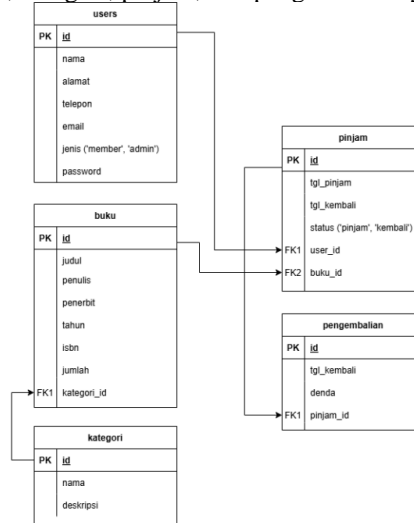 users
PK id
nama
alamat
telepon
email
jenis ('member', 'admin')
password
buku
PK id
judul
penulis
penerbit
tahun
isbn
jumlah
FK1 kategori_id
kategori
PK id
nama
deskripsi
pinjam
PK id
tgl_pinjam
tgl_kembali
status ('pinjam', 'kembali')
FK1 user_id
FK2 buku_id
pengembalian
PK id
tgl_kembali
denda
FK1 pinjam_id